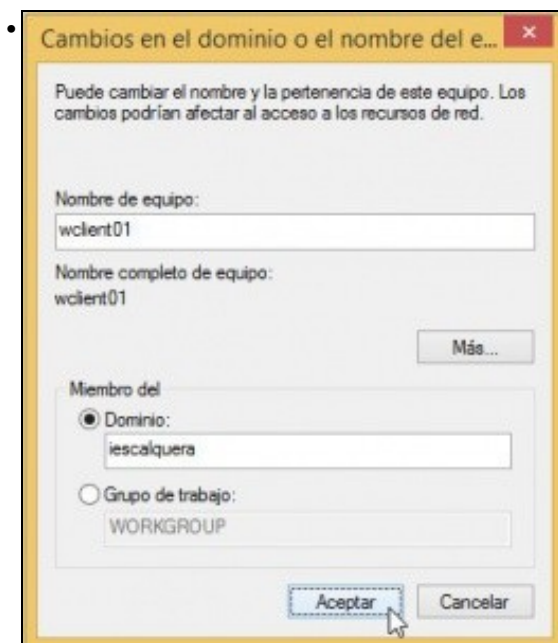 Cambios en el dominio o el nombre del e...
Puede cambiar el nombre y la pertenencia de este equipo. Los
cambios podrían afectar al acceso a los recursos de red.
Nombre de equipo:
wclient01
Nombre completo de equipo:
wclient01
Más...
Miembro del
Dominio:
iescalquera
Grupo de trabajo:
WORKGROUP
Aceptar
Cancelar